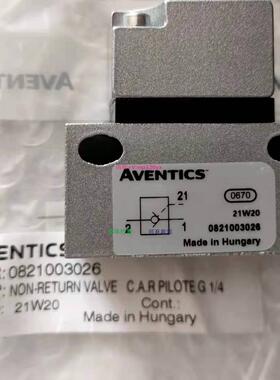 AVENTICS
AVENTICS
0670
21
21W20
2
1
0821003026
Made in Hungary
ENTICS
R: 0821003026
P: NON-RETURN VALVE C.A.R PILOTE G 1/4
21W20
Cont.:
Made in Hungary